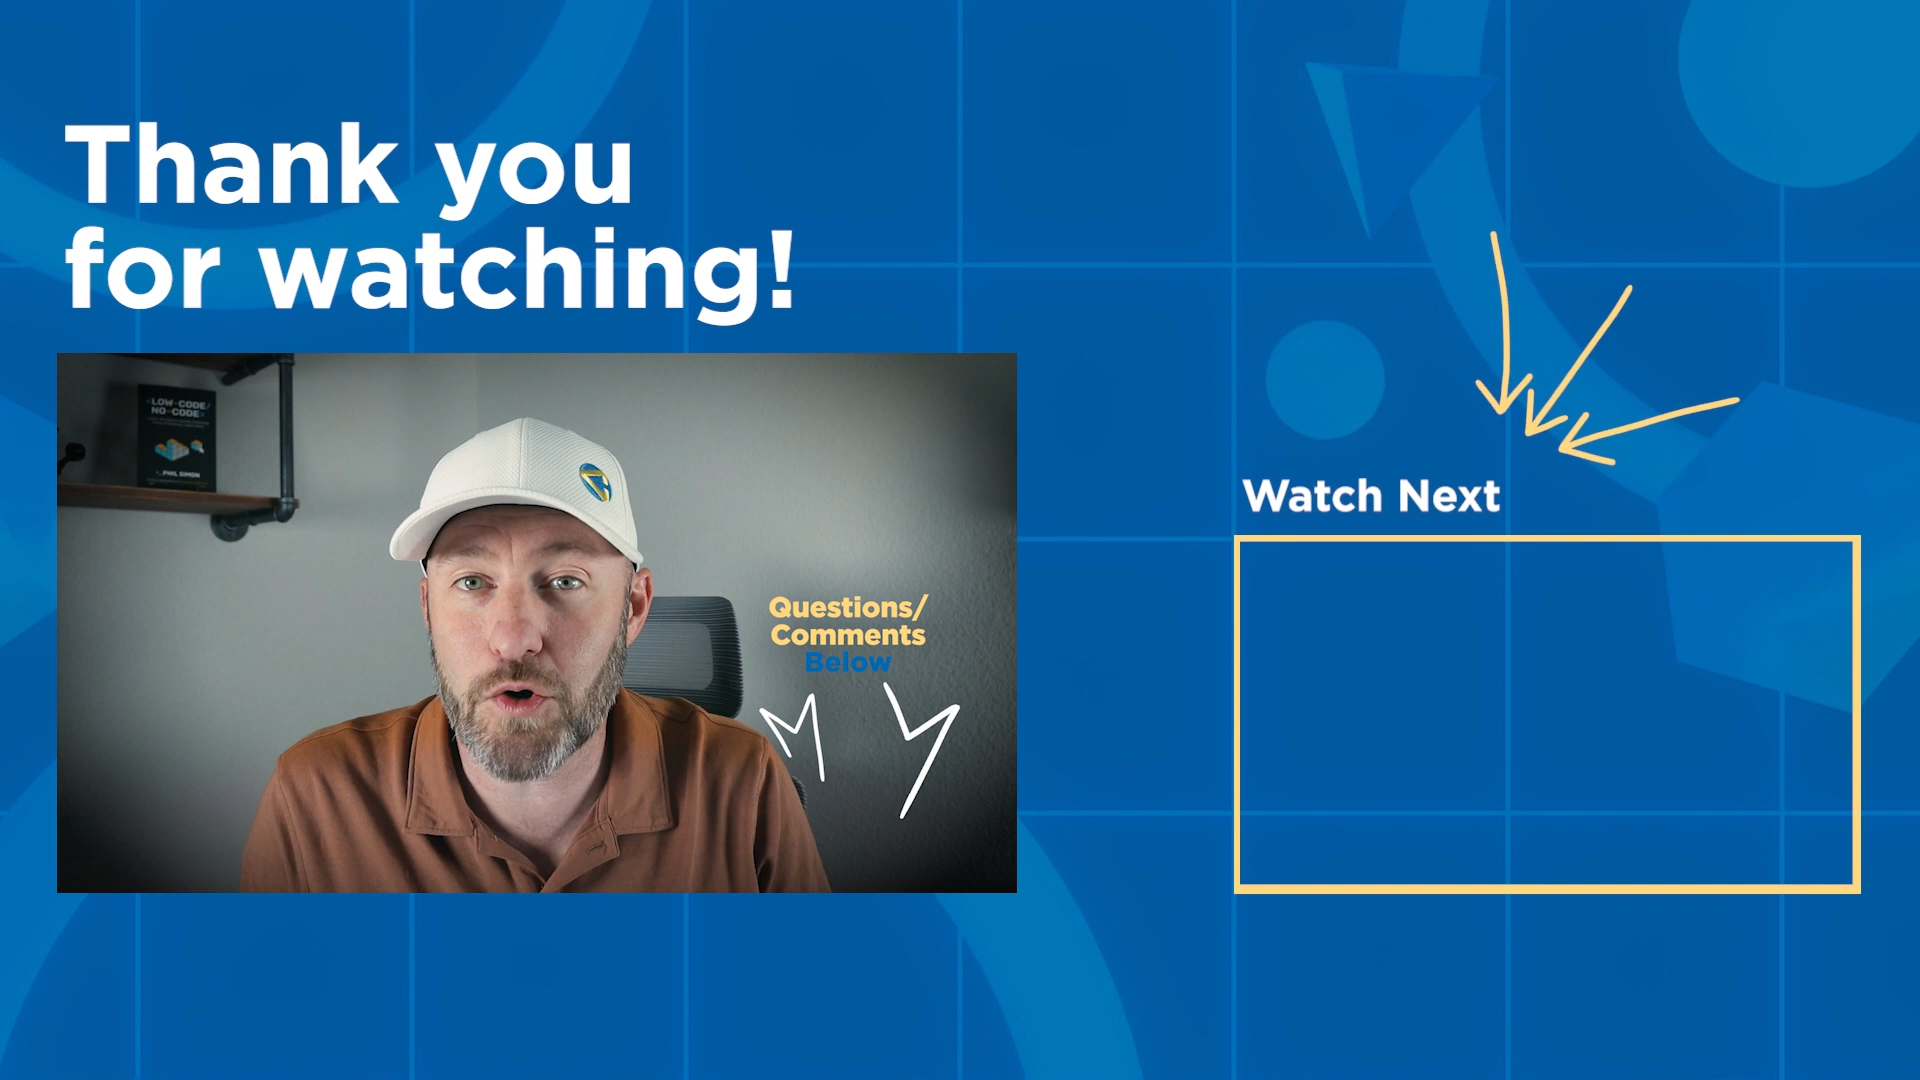 Thank you
for watching!
<LOW-CODE/
NO-CODE>
PHIL SIMON
Questions/
Comments
Below
Watch Next